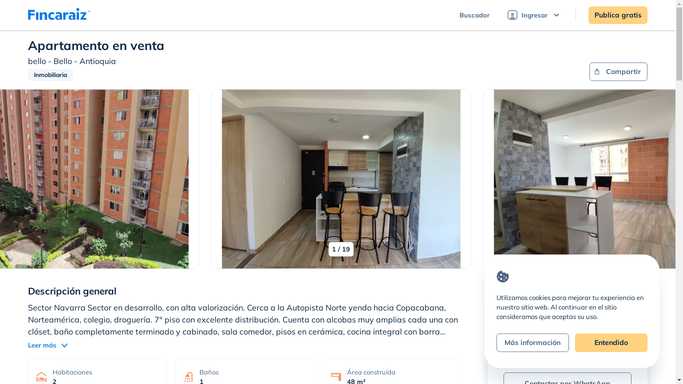 Fincaraiz
Buscador
Ingresar
Publica gratis
Apartamento en venta
bello - Bello - Antioquia
Inmobiliaria
Compartir
1 / 19
Descripción general
Sector Navarra Sector en desarrollo, con alta valorización. Cerca a la Autopista Norte yendo hacia Copacabana,
Norteamérica, colegio, droguería. 7° piso con excelente distribución. Cuenta con alcobas muy amplias cada una con
clóset, baño completamente terminado y cabinado, sala comedor, pisos en cerámica, cocina integral con barra...
Leer más
Habitaciones
2
Baños
1
Área construida
48 m²
Utilizamos cookies para mejorar tu experiencia en
nuestro sitio web. Al continuar en el sitio
consideramos que aceptas su uso.
Más información
Entendido
Contactar por WhatsApp